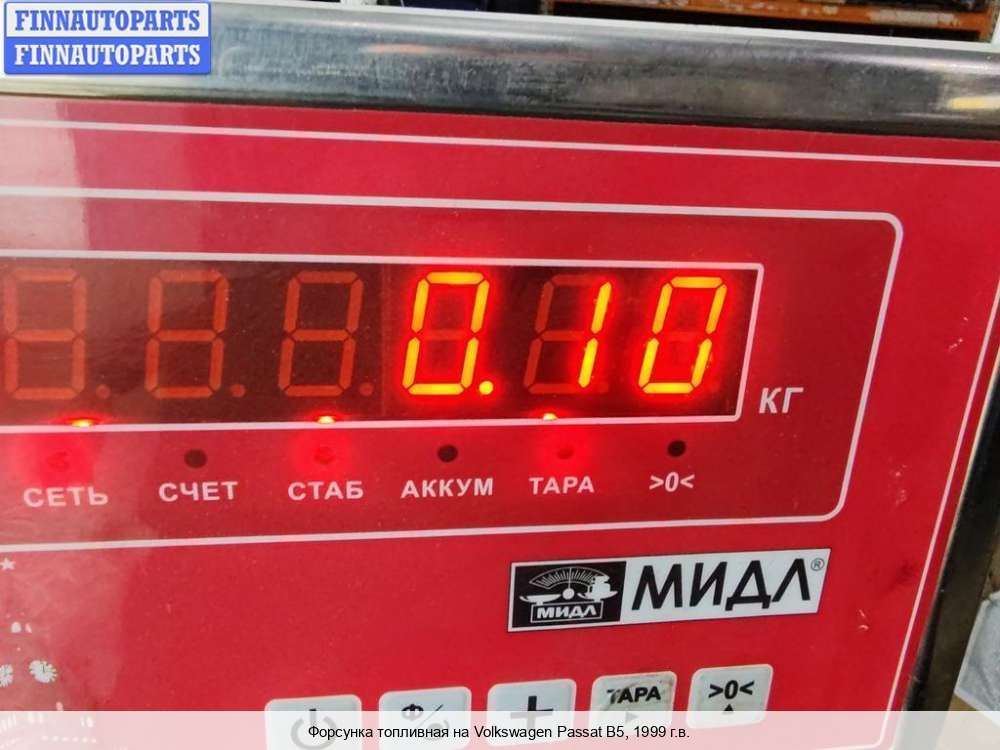 FINNAUTOPARTS
FINNAUTOPARTS
0.10
КГ
СЕТЬ СЧЕТ СТАБ АККУМ ТАРА >0<
МИДЛ МИДЛ®
ТАРА >0<
Форсунка топливная на Volkswagen Passat B5, 1999 г.в.